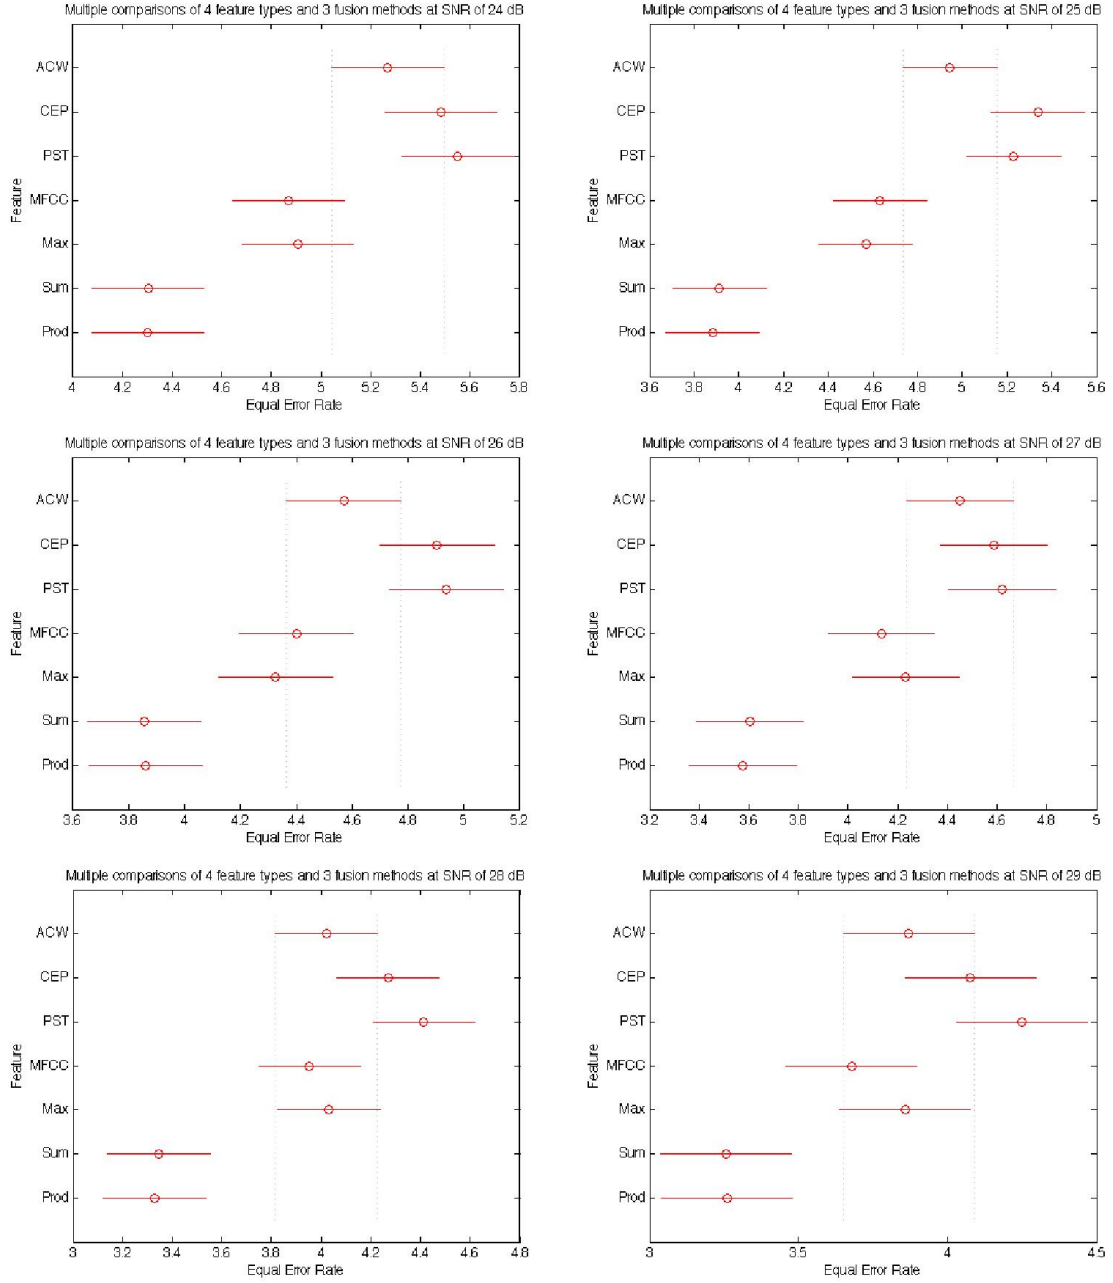 Multiple comparisons of 4 feature types and 3 fusion methods at SNR of 24 dB
ACW
CEP
PST
MFCC
Max
Sum
Prod
Feature
4 4.2 4.4 4.6 4.8 5 5.2 5.4 5.6 5.8
Equal Error Rate
Multiple comparisons of 4 feature types and 3 fusion methods at SNR of 25 dB
ACW
CEP
PST
MFCC
Max
Sum
Prod
Feature
3.6 3.8 4 4.2 4.4 4.6 4.8 5 5.2 5.4 5.6
Equal Error Rate
Multiple comparisons of 4 feature types and 3 fusion methods at SNR of 26 dB
ACW
CEP
PST
MFCC
Max
Sum
Prod
Feature
3.6 3.8 4 4.2 4.4 4.6 4.8 5 5.2
Equal Error Rate
Multiple comparisons of 4 feature types and 3 fusion methods at SNR of 27 dB
ACW
CEP
PST
MFCC
Max
Sum
Prod
Feature
3.2 3.4 3.6 3.8 4 4.2 4.4 4.6 4.8 5
Equal Error Rate
Multiple comparisons of 4 feature types and 3 fusion methods at SNR of 28 dB
ACW
CEP
PST
MFCC
Max
Sum
Prod
Feature
3 3.2 3.4 3.6 3.8 4 4.2 4.4 4.6 4.8
Equal Error Rate
Multiple comparisons of 4 feature types and 3 fusion methods at SNR of 29 dB
ACW
CEP
PST
MFCC
Max
Sum
Prod
Feature
3 3.5 4 4.5
Equal Error Rate